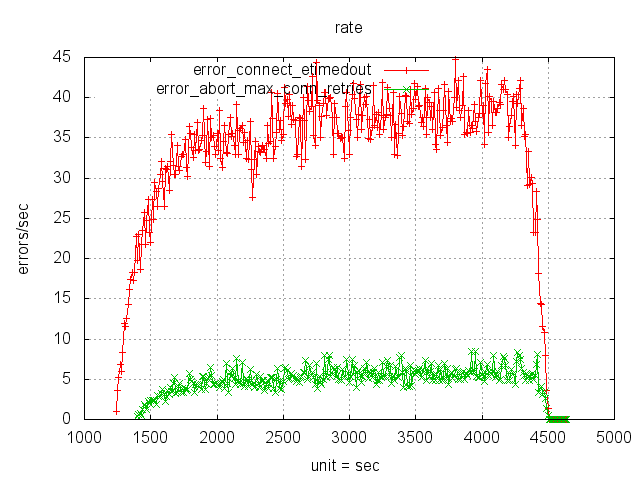 rate
45
40
35
30
25
20
15
10
5
0
errors/sec
error_connect_etimedout
error_abort_max_conn_retries
1000 1500 2000 2500 3000 3500 4000 4500 5000
unit = sec